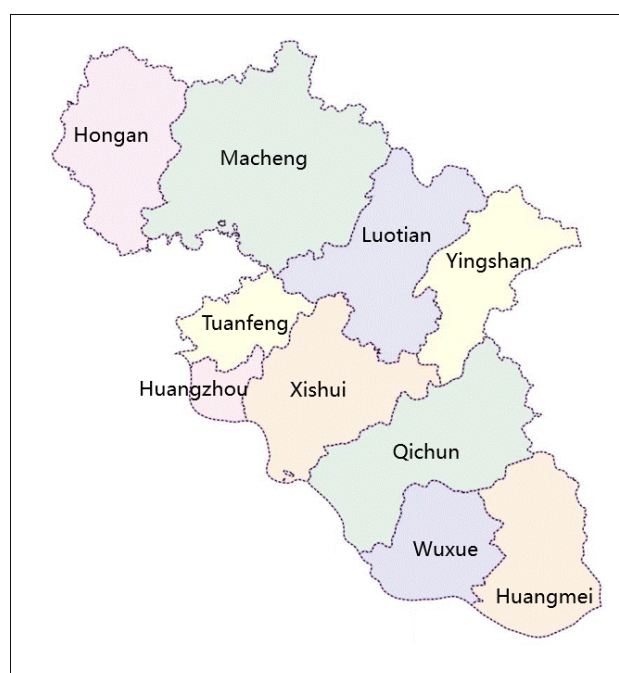 Hongan
Macheng
Luotian
Yingshan
Tuanfeng
Huangzhou
Xishui
Qichun
Wuxue
Huangmei